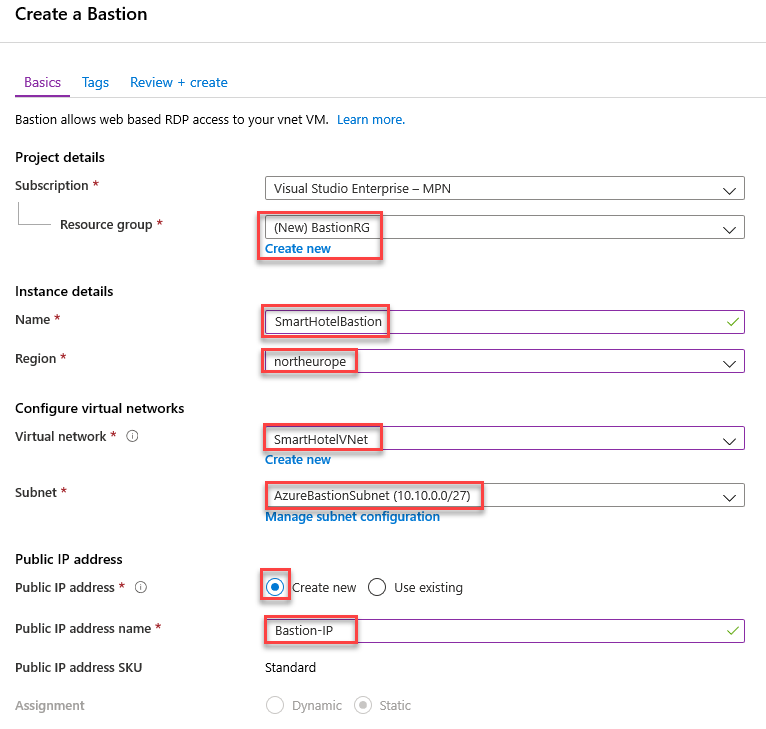 Create a Bastion
Basics Tags Review + create
Bastion allows web based RDP access to your vnet VM. Learn more.
Project details
Subscription * Visual Studio Enterprise – MPN
Resource group * (New) BastionRG
Create new
Instance details
Name * SmartHotelBastion
Region * northeurope
Configure virtual networks
Virtual network * SmartHotelVNet
Create new
Subnet * AzureBastionSubnet (10.10.0.0/27)
Manage subnet configuration
Public IP address
Public IP address * Create new Use existing
Public IP address name * Bastion-IP
Public IP address SKU Standard
Assignment Dynamic Static